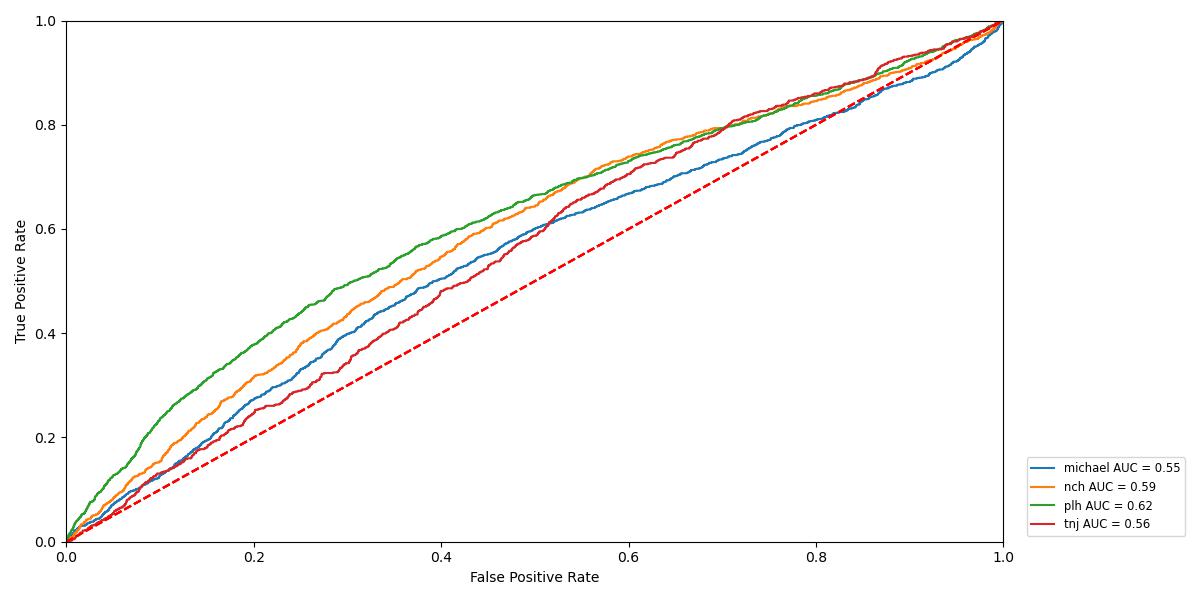 1.0
0.8
0.6
0.4
0.2
0.0
True Positive Rate
0.0 0.2 0.4 0.6 0.8 1.0
False Positive Rate
michael AUC = 0.55
nch AUC = 0.59
plh AUC = 0.62
tnj AUC = 0.56